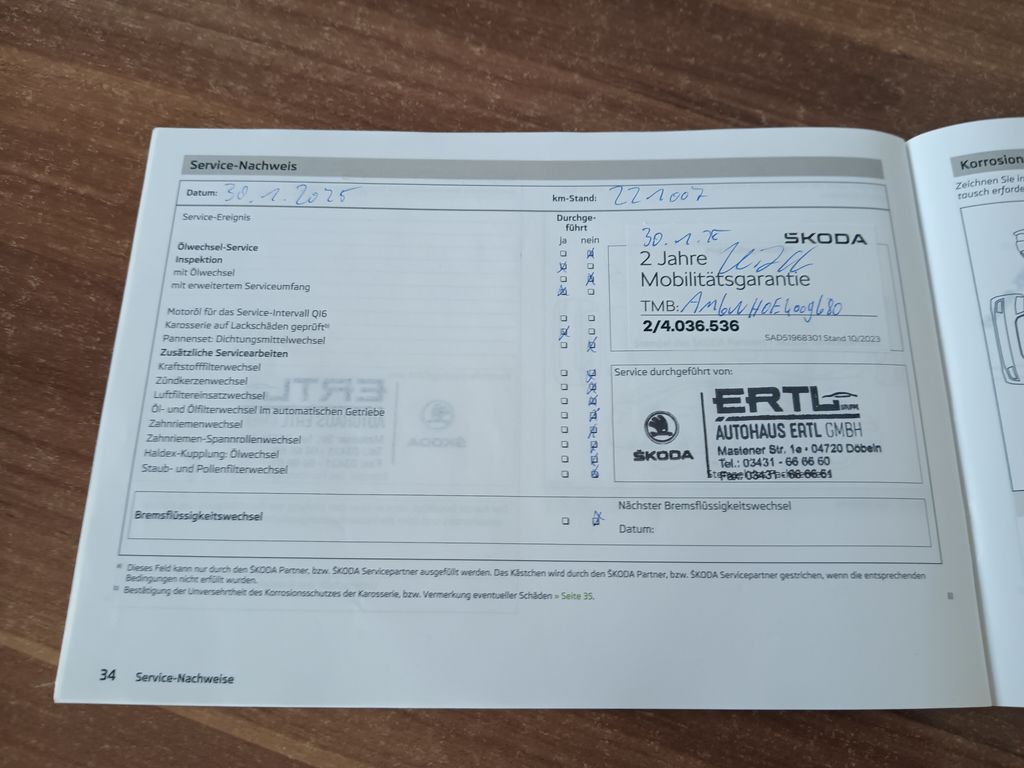 Service-Nachweis
Datum: 30.1.2025 km-Stand: 221007
Service-Ereignis
Durchge-
führt
ja nein
Ölwechsel-Service
Inspektion
mit Ölwechsel
mit erweitertem Serviceumfang
Motoröl für das Service-Intervall QI6
Karosserie auf Lackschäden geprüft
Pannenset: Dichtungsmittelwechsel
Zusätzliche Servicearbeiten
Kraftstofffilterwechsel
Zündkerzenwechsel
Luftfiltereinsatzwechsel
Öl- und Ölfilterwechsel im automatischen Getriebe
Zahnriemenwechsel
Zahnriemen-Spannrollenwechsel
Haldex-Kupplung: Ölwechsel
Staub- und Pollenfilterwechsel
30.1.25
SKODA
2 Jahre
Mobilitätsgarantie
TMB:
2/4.036.536
SAD51968301 Stand 10/2023
Service durchgeführt von:
ŠKODA
ERTL
AUTOHAUS ERTL GMBH
Mastener Str. 1a • 04720 Döbeln
Tel.: 03431 - 66 66 60
Fax: 03431 - 66 66 61
Bremsflüssigkeitswechsel
Nächster Bremsflüssigkeitswechsel
Datum:
Dieses Feld kann nur durch den ŠKODA Partner, bzw. ŠKODA Servicepartner ausgefüllt werden. Das Kästchen wird durch den ŠKODA Partner, bzw. ŠKODA Servicepartner gestrichen, wenn die entsprechenden
Bedingungen nicht erfüllt wurden.
Bestätigung der Unversehrtheit des Korrosionsschutzes der Karosserie, bzw. Vermerkung eventueller Schäden » Seite 35.
34 Service-Nachweise
Korrosion
Zeichnen Sie in
tausch erforde